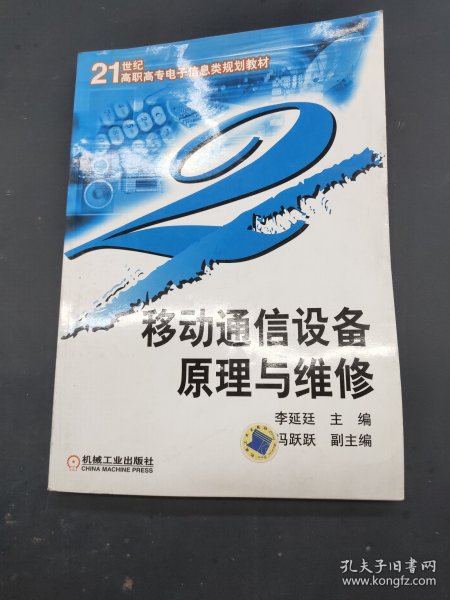 21世纪
高职高专电子信息类规划教材
移动通信设备
原理与维修
李延廷 主 编
冯跃跃 副主编
机械工业出版社
CHINA MACHINE PRESS
孔夫子旧书网
www.kongfz.com